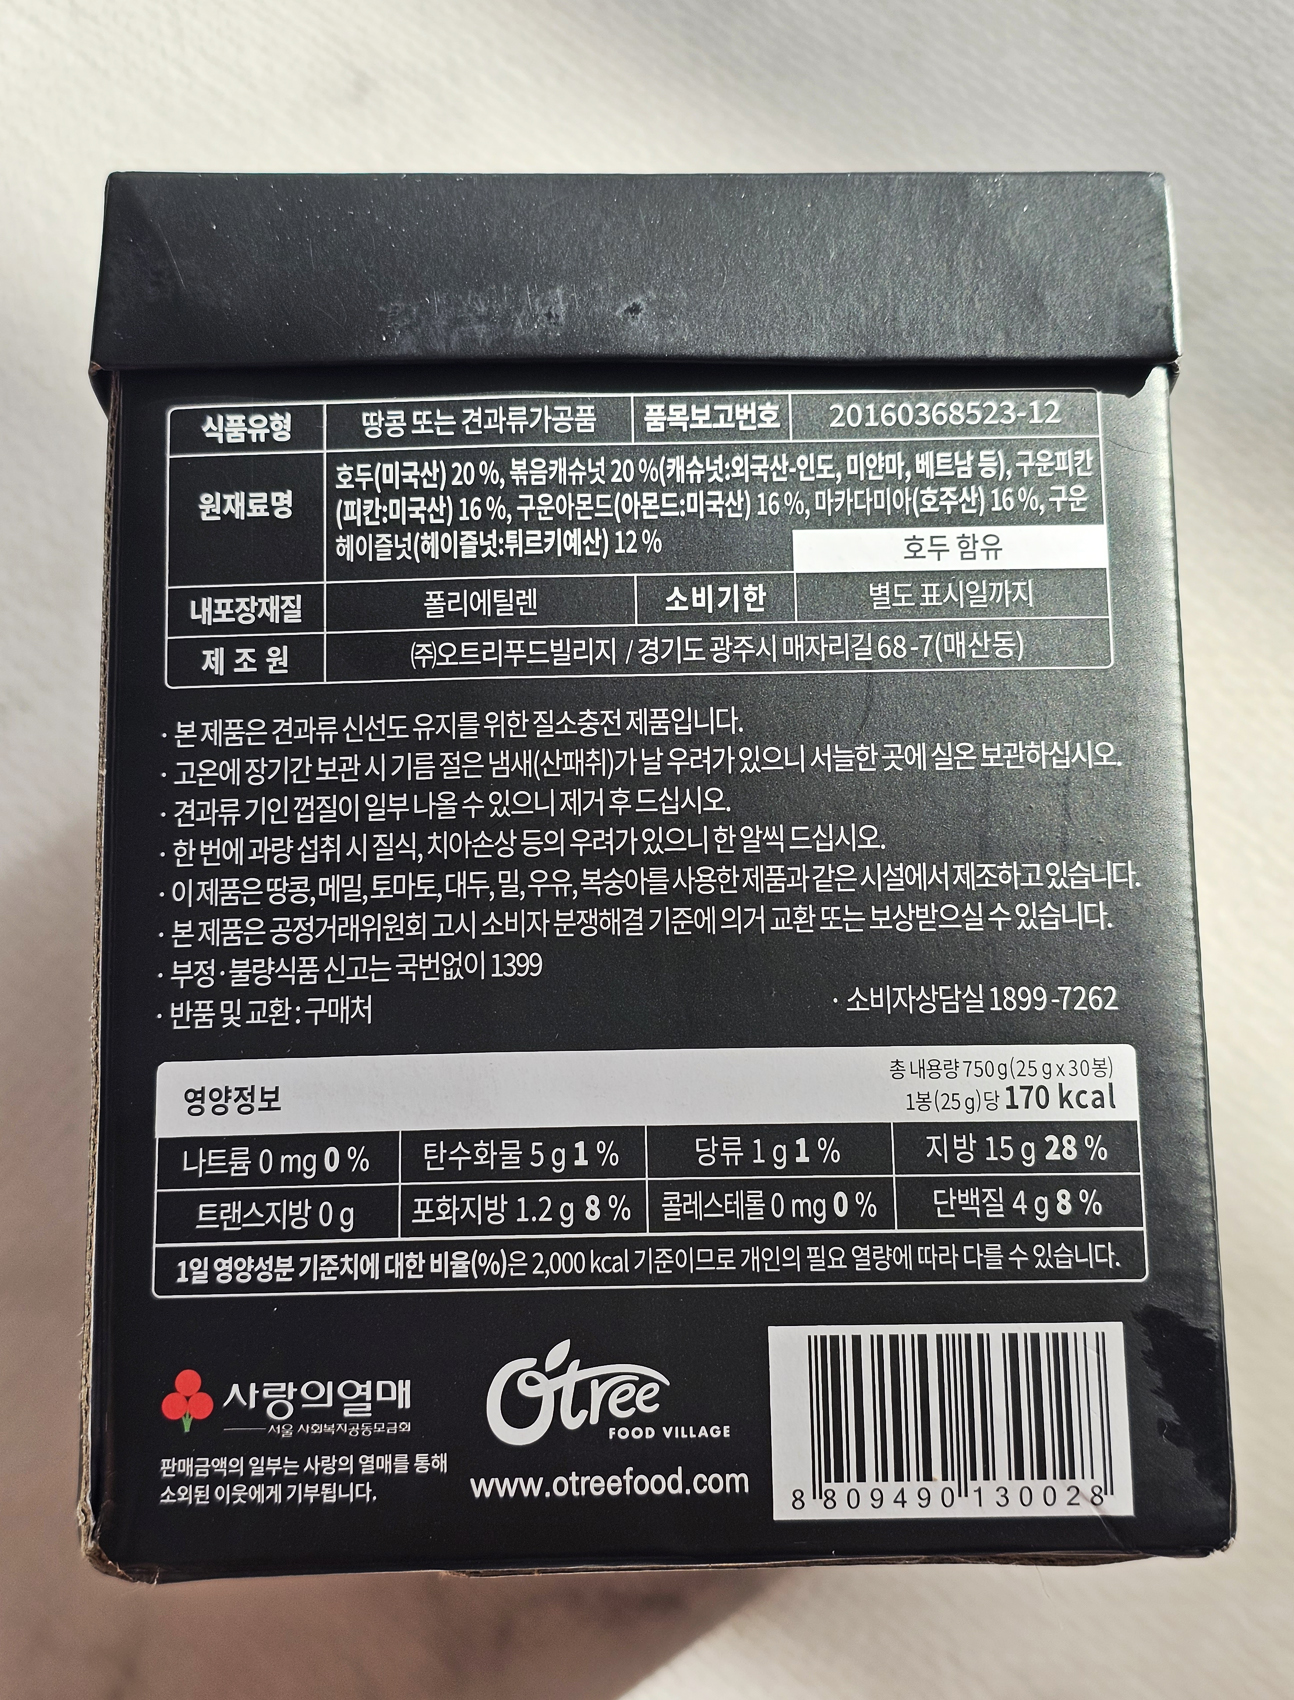 식품유형 땅콩 또는 견과류가공품 품목보고번호 20160368523-12
원재료명 호두(미국산) 20 %, 볶음캐슈넛 20 %(캐슈넛:외국산-인도, 미얀마, 베트남 등), 구운피칸
(피칸:미국산) 16 %, 구운아몬드(아몬드:미국산) 16 %, 마카다미아(호주산) 16 %, 구운
헤이즐넛(헤이즐넛:튀르키예산) 12 %
호두 함유
내포장재질 폴리에틸렌 소비기한 별도 표시일까지
제 조 원 ㈜오트리푸드빌리지 / 경기도 광주시 매자리길 68-7(매산동)
· 본 제품은 견과류 신선도 유지를 위한 질소충전 제품입니다.
· 고온에 장기간 보관 시 기름 절은 냄새(산패취)가 날 우려가 있으니 서늘한 곳에 실온 보관하십시오.
· 견과류 기인 껍질이 일부 나올 수 있으니 제거 후 드십시오.
· 한 번에 과량 섭취 시 질식, 치아손상 등의 우려가 있으니 한 알씩 드십시오.
· 이 제품은 땅콩, 메밀, 토마토, 대두, 밀, 우유, 복숭아를 사용한 제품과 같은 시설에서 제조하고 있습니다.
· 본 제품은 공정거래위원회 고시 소비자 분쟁해결 기준에 의거 교환 또는 보상받으실 수 있습니다.
· 부정·불량식품 신고는 국번없이 1399
· 반품 및 교환 : 구매처 · 소비자상담실 1899-7262
총 내용량 750 g(25 g x 30봉)
영양정보 1봉(25 g)당 170 kcal
나트륨 0 mg 0 % 탄수화물 5 g 1 % 당류 1 g 1 % 지방 15 g 28 %
트랜스지방 0 g 포화지방 1.2 g 8 % 콜레스테롤 0 mg 0 % 단백질 4 g 8 %
1일 영양성분 기준치에 대한 비율(%)은 2,000 kcal 기준이므로 개인의 필요 열량에 따라 다를 수 있습니다.
사랑의열매
서울 사회복지공동모금회
판매금액의 일부는 사랑의 열매를 통해
소외된 이웃에게 기부됩니다.
Otree
FOOD VILLAGE
www.otreefood.com
8 809490 130028